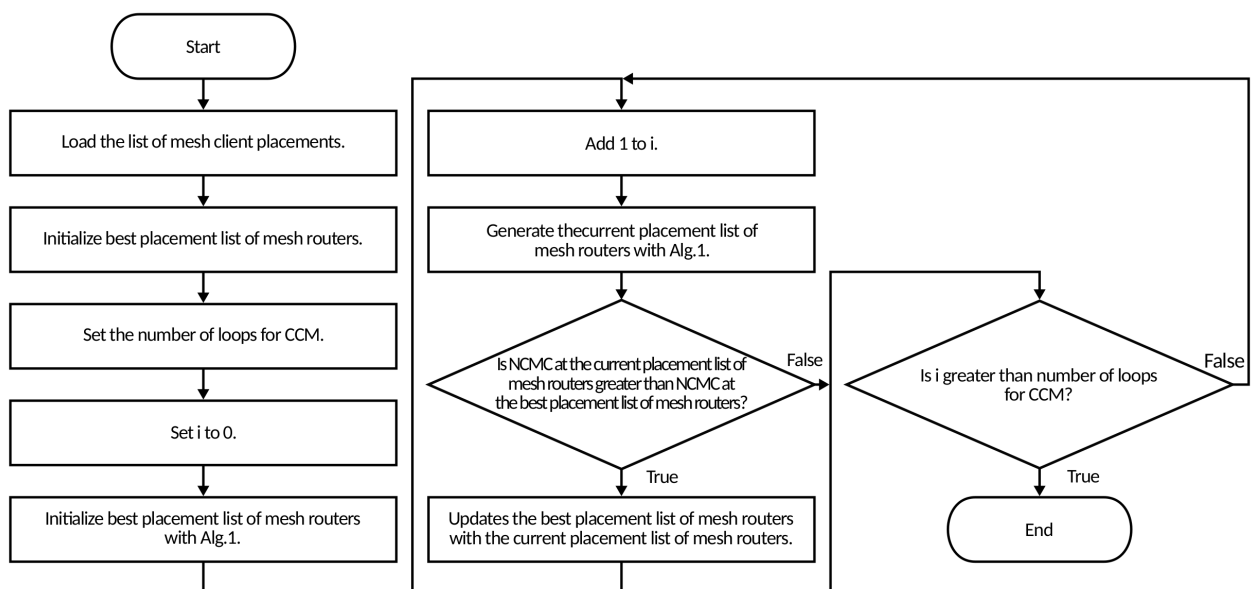 Start
Load the list of mesh client placements.
Initialize best placement list of mesh routers.
Set the number of loops for CCM.
Set i to 0.
Initialize best placement list of mesh routers
with Alg.1.
Add 1 to i.
Generate thecurrent placement list of
mesh routers with Alg.1.
Is NCMC at the current placement list of
mesh routers greater than NCMC at
the best placement list of mesh routers?
False
True
Updates the best placement list of mesh routers
with the current placement list of mesh routers.
Is i greater than number of loops
for CCM?
False
True
End